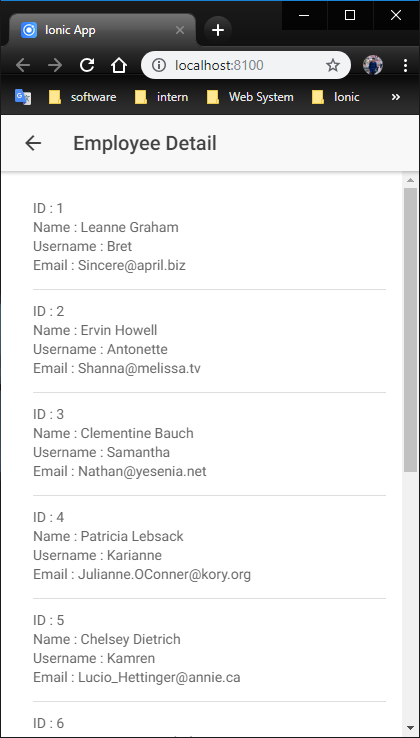 Ionic App
localhost:8100
software
intern
Web System
Ionic
»
Employee Detail
ID : 1
Name : Leanne Graham
Username : Bret
Email : Sincere@april.biz
ID : 2
Name : Ervin Howell
Username : Antonette
Email : Shanna@melissa.tv
ID : 3
Name : Clementine Bauch
Username : Samantha
Email : Nathan@yesenia.net
ID : 4
Name : Patricia Lebsack
Username : Karianne
Email : Julianne.OConner@kory.org
ID : 5
Name : Chelsey Dietrich
Username : Kamren
Email : Lucio_Hettinger@annie.ca
ID : 6